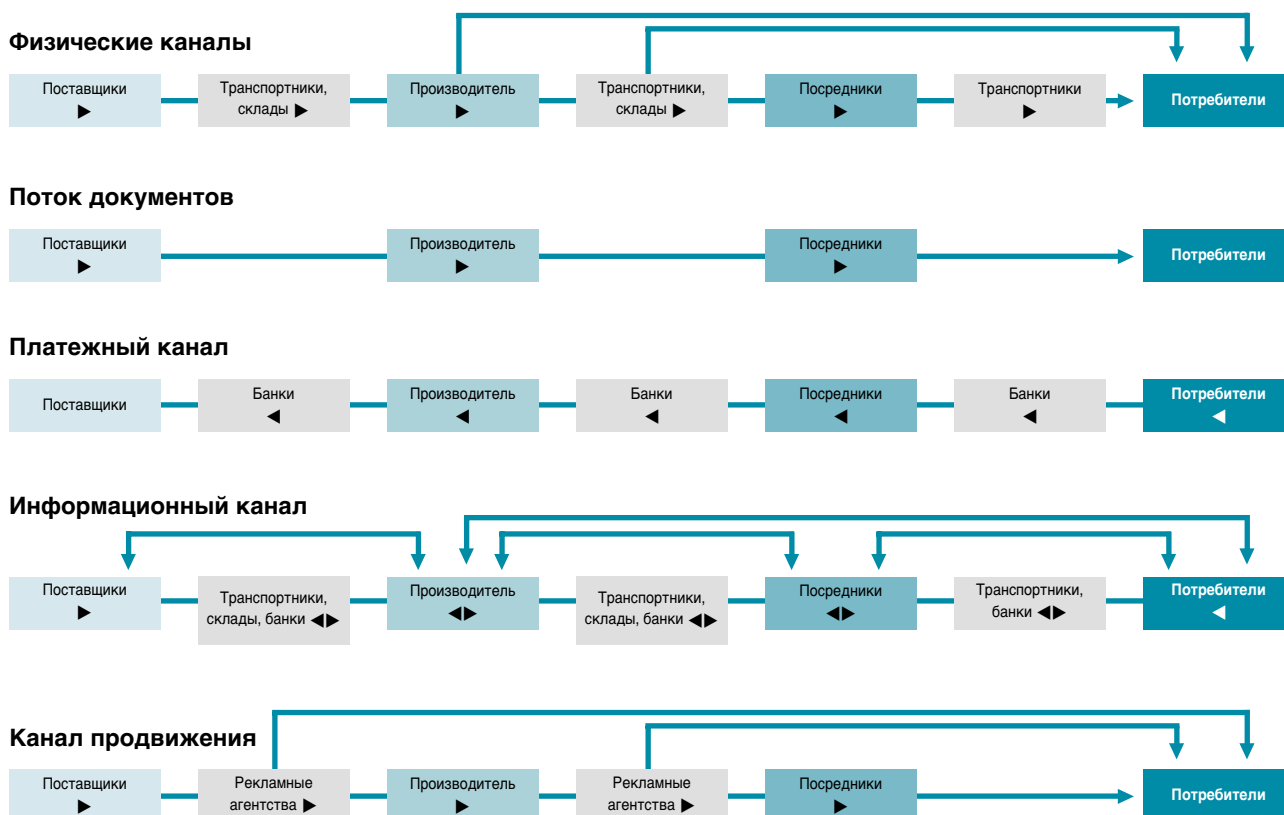 Физические каналы
Поставщики
▶
Транспортники,
склады ▶
Производитель
▶
Транспортники,
склады ▶
Посредники
▶
Транспортники
▶
Потребители
Поток документов
Поставщики
▶
Производитель
▶
Посредники
▶
Потребители
Платежный канал
Поставщики
Банки
◀
Производитель
◀
Банки
◀
Посредники
◀
Банки
◀
Потребители
◀
Информационный канал
Поставщики
▶
Транспортники,
склады, банки ◀▶
Производитель
◀▶
Транспортники,
склады, банки ◀▶
Посредники
◀▶
Транспортники,
банки ◀▶
Потребители
◀
Канал продвижения
Поставщики
▶
Рекламные
агентства ▶
Производитель
▶
Рекламные
агентства ▶
Посредники
▶
Потребители